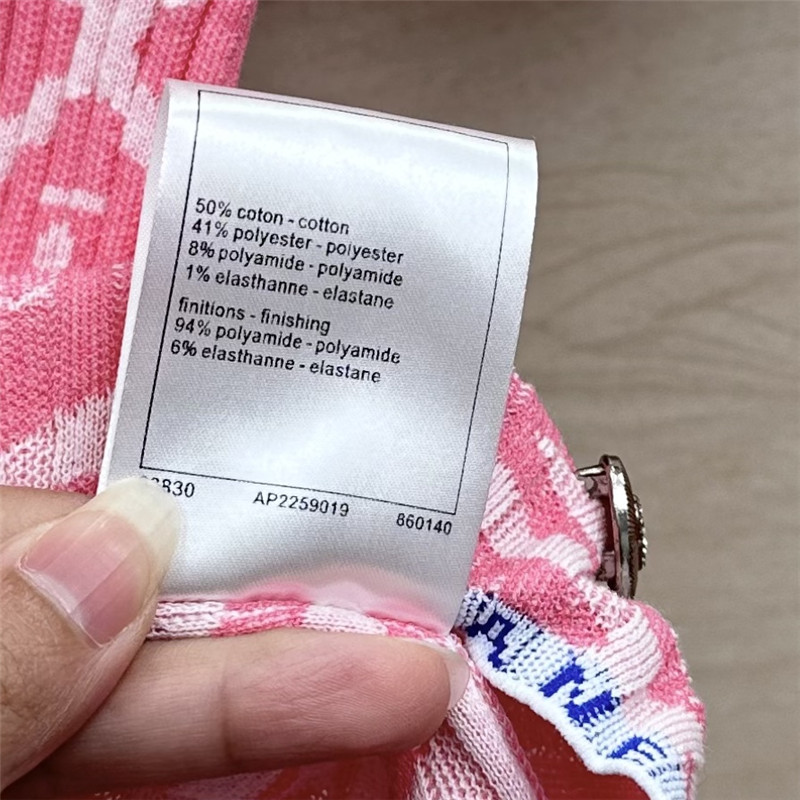 50% coton - cotton
41% polyester - polyester
8% polyamide - polyamide
1% elasthanne - elastane
finitions - finishing
94% polyamide - polyamide
6% elasthanne - elastane
AP2259019 860140